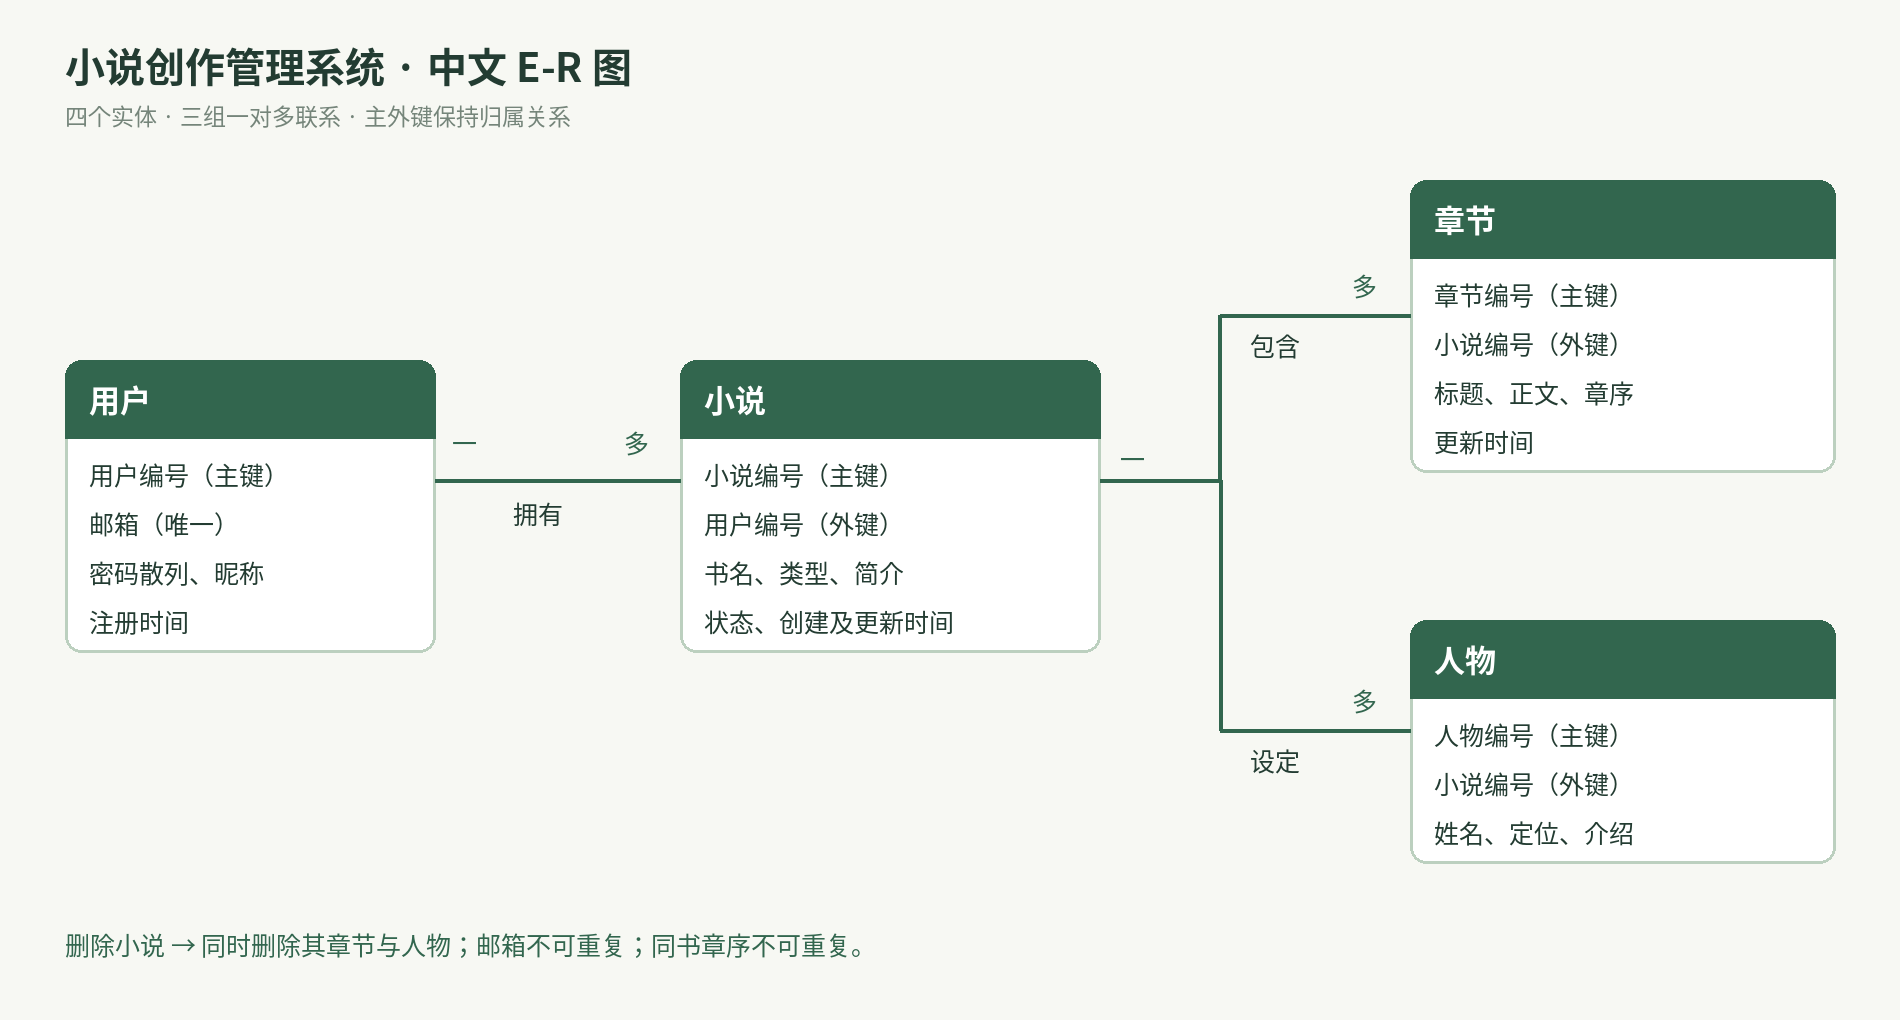 小说创作管理系统 · 中文 E-R 图
四个实体 · 三组一对多联系 · 主外键保持归属关系
用户
用户编号（主键）
邮箱（唯一）
密码散列、昵称
注册时间
一
多
拥有
小说
小说编号（主键）
用户编号（外键）
书名、类型、简介
状态、创建及更新时间
一
多
包含
章节
章节编号（主键）
小说编号（外键）
标题、正文、章序
更新时间
多
设定
人物
人物编号（主键）
小说编号（外键）
姓名、定位、介绍
删除小说 → 同时删除其章节与人物；邮箱不可重复；同书章序不可重复。